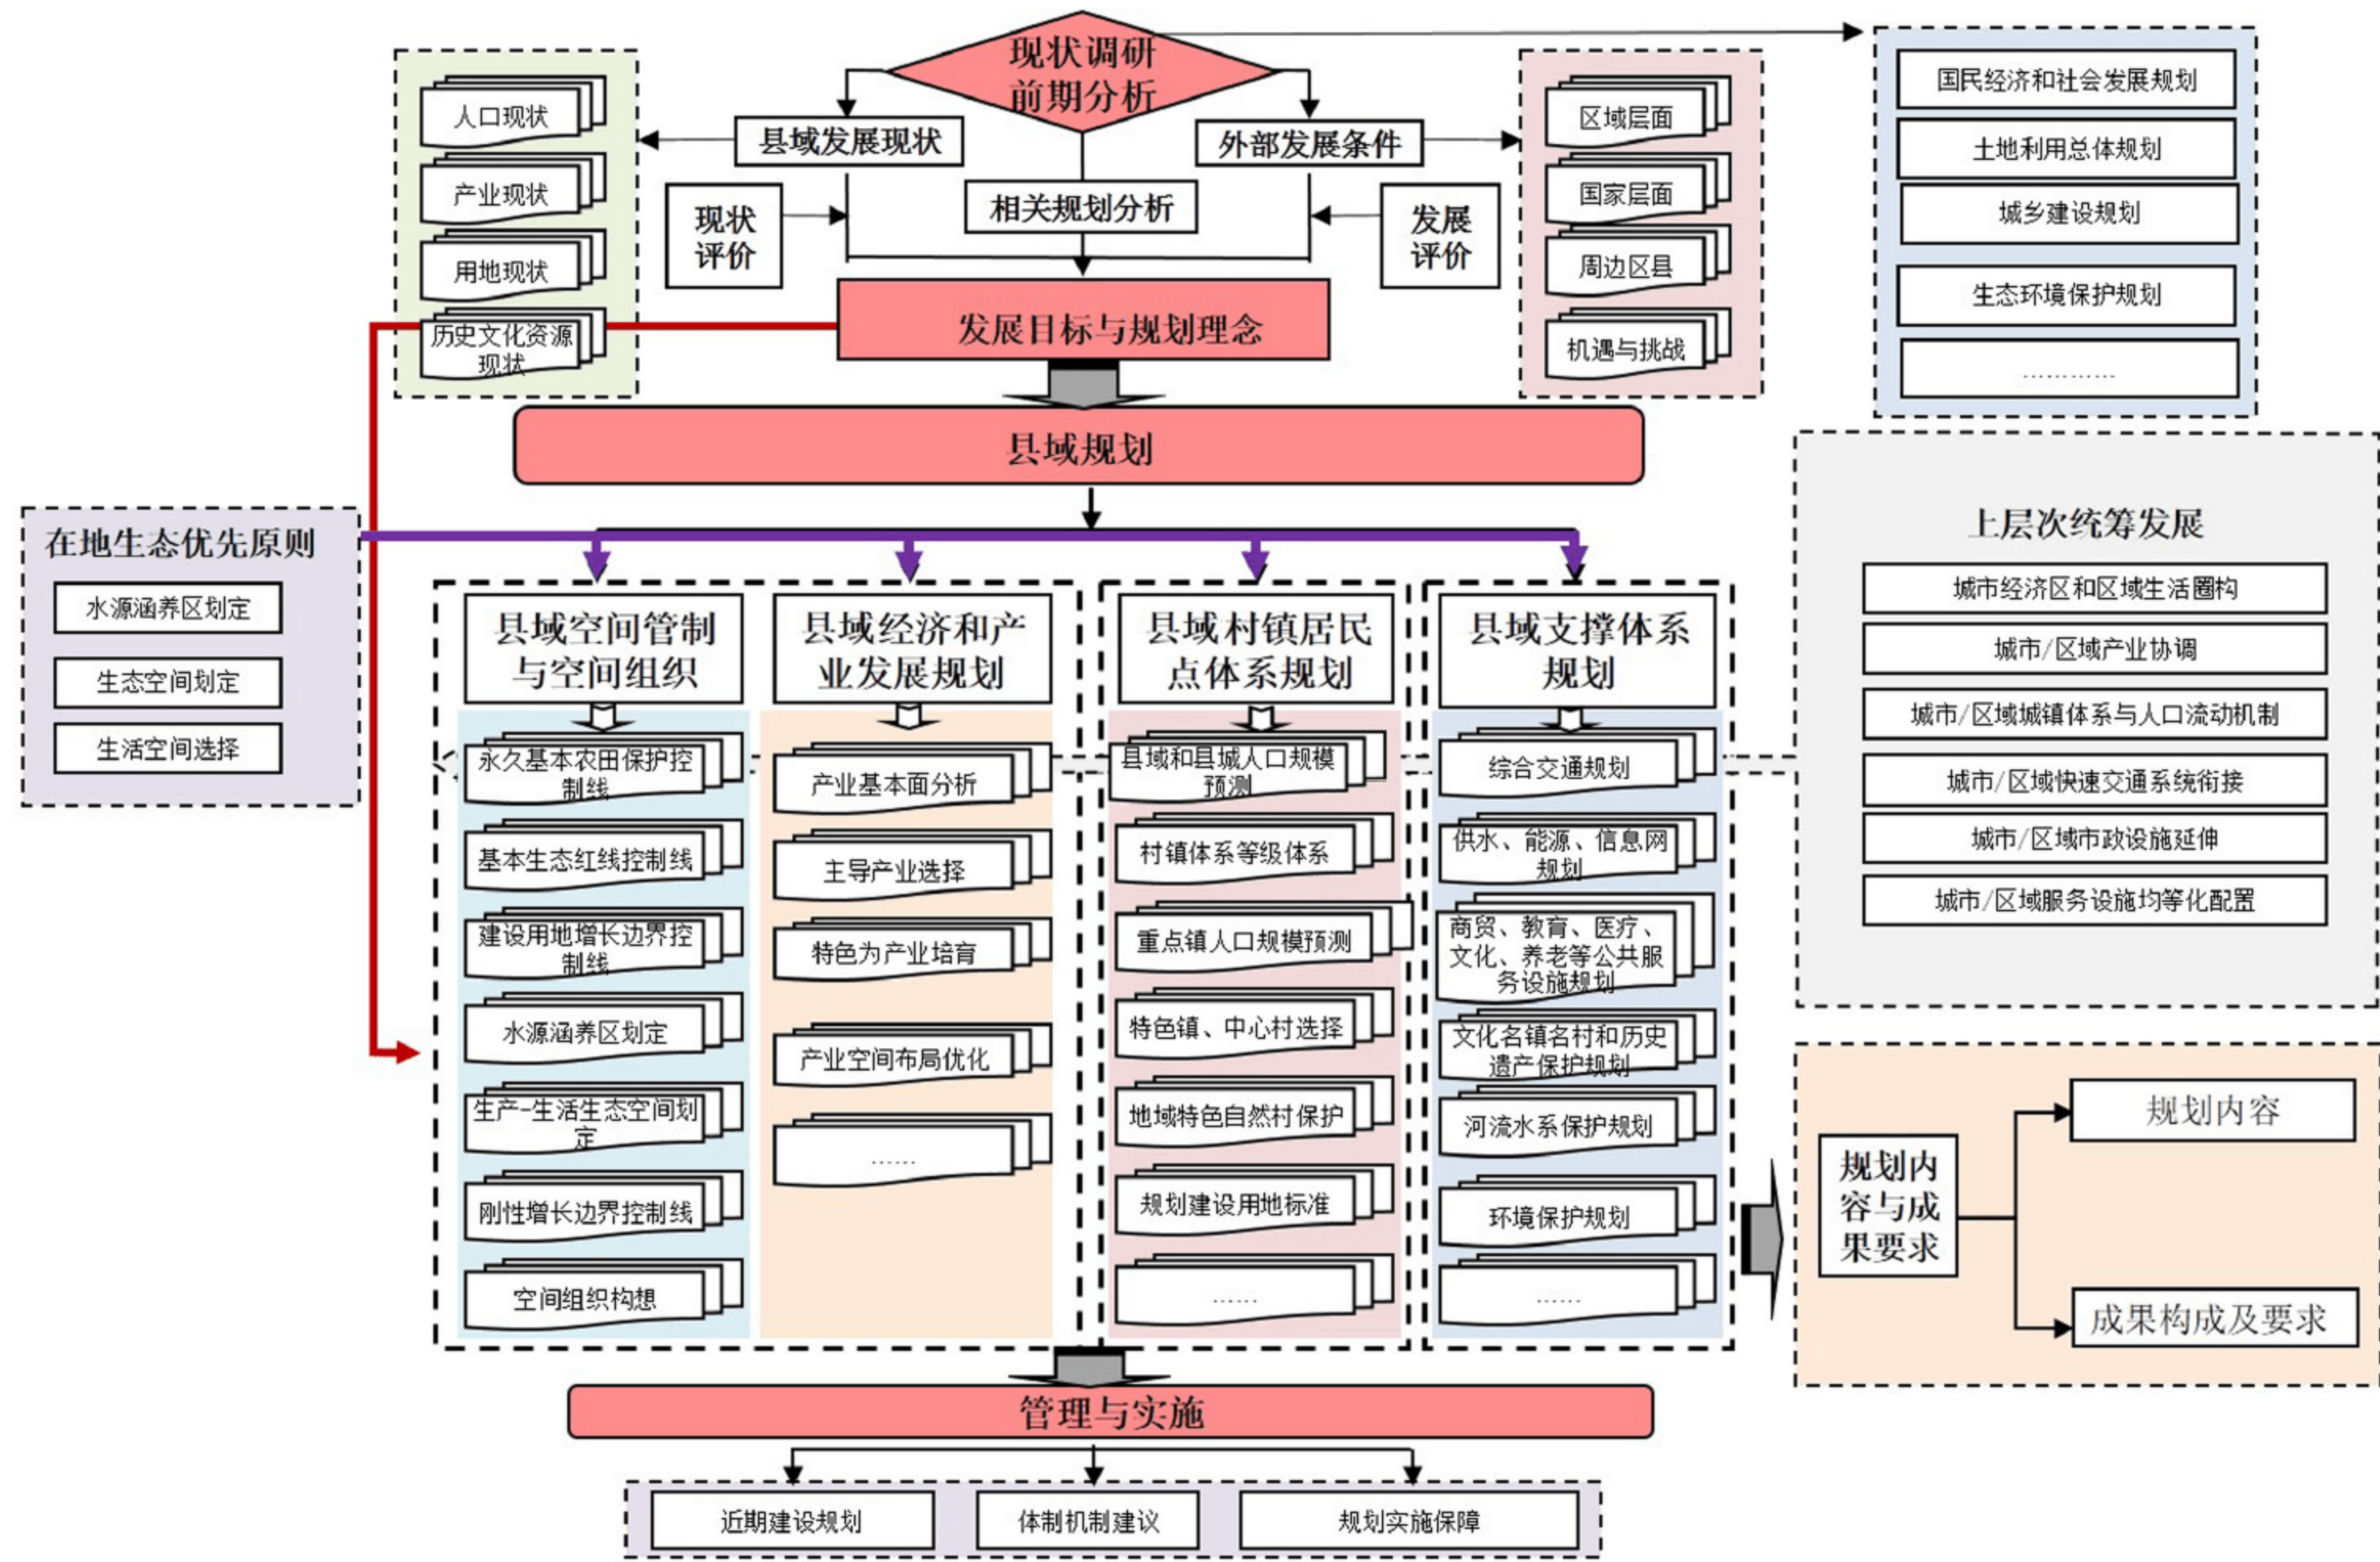 现状调研
前期分析
县域发展现状
外部发展条件
现状
评价
相关规划分析
发展
评价
人口现状
产业现状
用地现状
历史文化资源
现状
区域层面
国家层面
周边区县
机遇与挑战
国民经济和社会发展规划
土地利用总体规划
城乡建设规划
生态环境保护规划
…………
发展目标与规划理念
县域规划
在地生态优先原则
水源涵养区划定
生态空间划定
生活空间选择
县域空间管制
与空间组织
永久基本农田保护控
制线
基本生态红线控制线
建设用地增长边界控
制线
水源涵养区划定
生产-生活生态空间划
定
刚性增长边界控制线
空间组织构想
县域经济和产
业发展规划
产业基本面分析
主导产业选择
特色为产业培育
产业空间布局优化
……
县域村镇居民
点体系规划
县域和县城人口规模
预测
村镇体系等级体系
重点镇人口规模预测
特色镇、中心村选择
地域特色自然村保护
规划建设用地标准
……
县域支撑体系
规划
综合交通规划
供水、能源、信息网
规划
商贸、教育、医疗、
文化、养老等公共服
务设施规划
文化名镇名村和历史
遗产保护规划
河流水系保护规划
环境保护规划
……
上层次统筹发展
城市经济区和区域生活圈构
城市/区域产业协调
城市/区域城镇体系与人口流动机制
城市/区域快速交通系统衔接
城市/区域市政设施延伸
城市/区域服务设施均等化配置
规划内
容与成
果要求
规划内容
成果构成及要求
管理与实施
近期建设规划
体制机制建议
规划实施保障